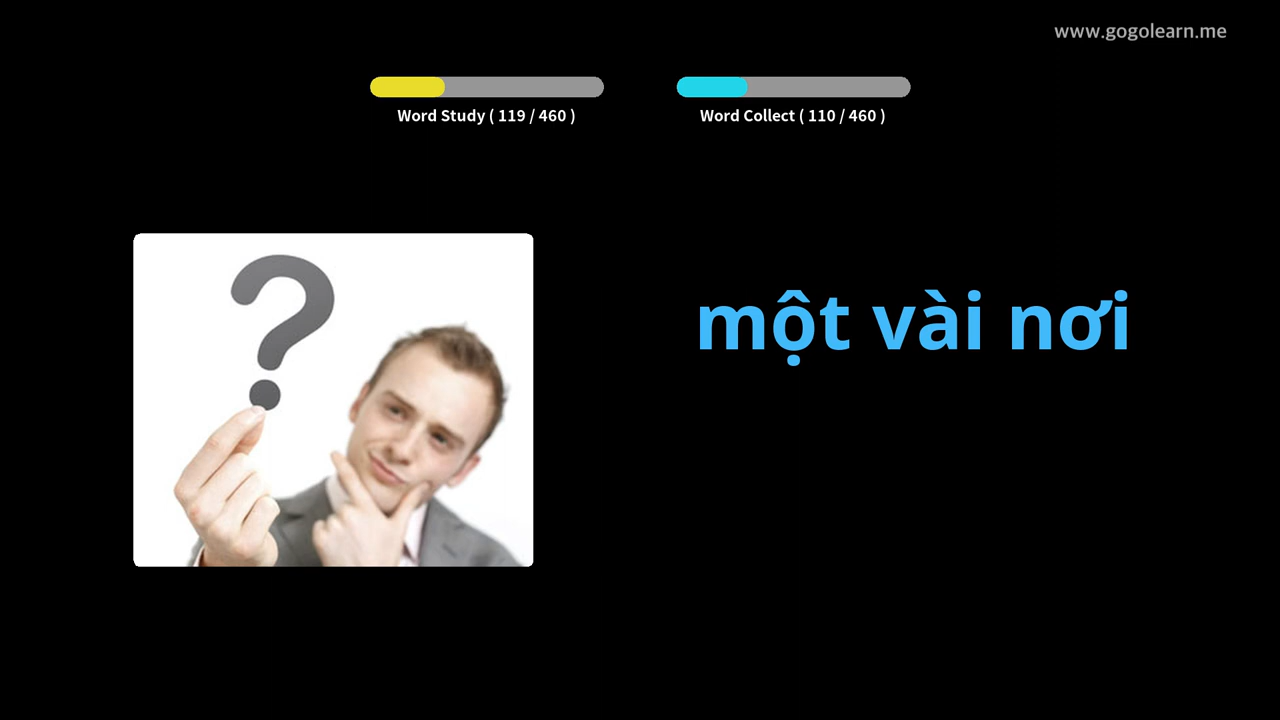 www.gogolearn.me
Word Study ( 119 / 460 )
Word Collect ( 110 / 460 )
?
một vài nơi